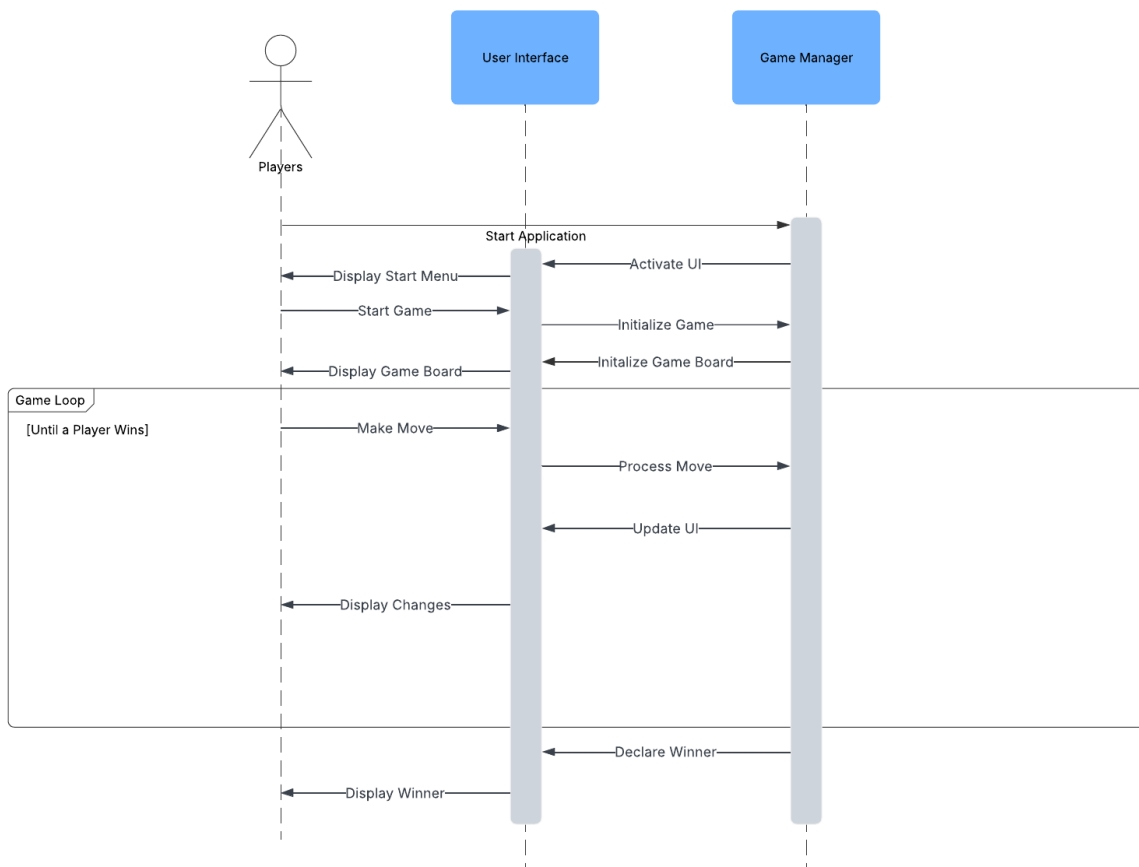 User Interface
Game Manager
Players
Start Application
Activate UI
Display Start Menu
Start Game
Initialize Game
Initalize Game Board
Display Game Board
Game Loop
[Until a Player Wins]
Make Move
Process Move
Update UI
Display Changes
Declare Winner
Display Winner